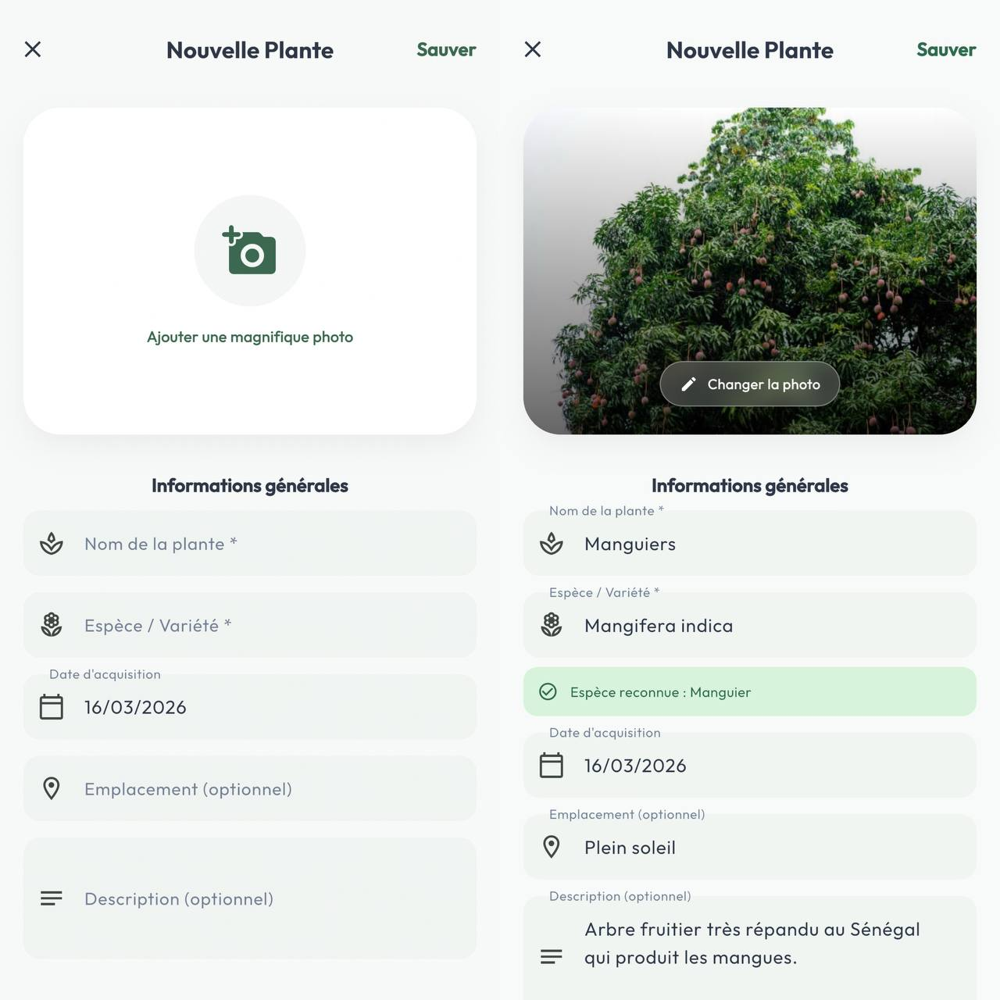 Nouvelle Plante
Sauver
Ajouter une magnifique photo
Informations générales
Nom de la plante *
Espèce / Variété *
Date d'acquisition
16/03/2026
Emplacement (optionnel)
Description (optionnel)
Nouvelle Plante
Sauver
Changer la photo
Informations générales
Nom de la plante *
Manguiers
Espèce / Variété *
Mangifera indica
Espèce reconnue : Manguier
Date d'acquisition
16/03/2026
Emplacement (optionnel)
Plein soleil
Description (optionnel)
Arbre fruitier très répandu au Sénégal
qui produit les mangues.